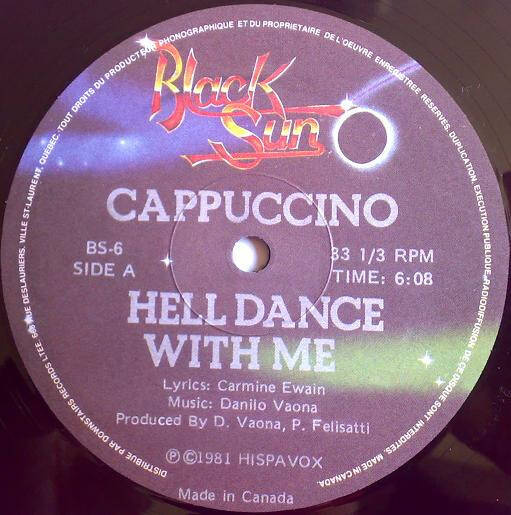 TOUT DROITS DU PRODUCTEUR PHONOGRAPHIQUE ET DU PROPRIETAIRE DE L'OEUVRE ENREGISTREE RESERVES. DUPLICATION, EXECUTION PUBLIQUE, RADIODIFFUSION DE CE DISQUE SONT INTERDITES. MADE IN CANADA.
Black
Sun
CAPPUCCINO
BS-6
33 1/3 RPM
SIDE A
TIME: 6:08
HELL DANCE
WITH ME
Lyrics: Carmine Ewain
Music: Danilo Vaona
Produced By D. Vaona, P. Felisatti
℗©1981 HISPAVOX
Made in Canada
DISTRIBUE PAR DOWNSTAIRS RECORDS LTEE. RUE DESLAURIERS, VILLE ST-LAURENT, QUEBEC.